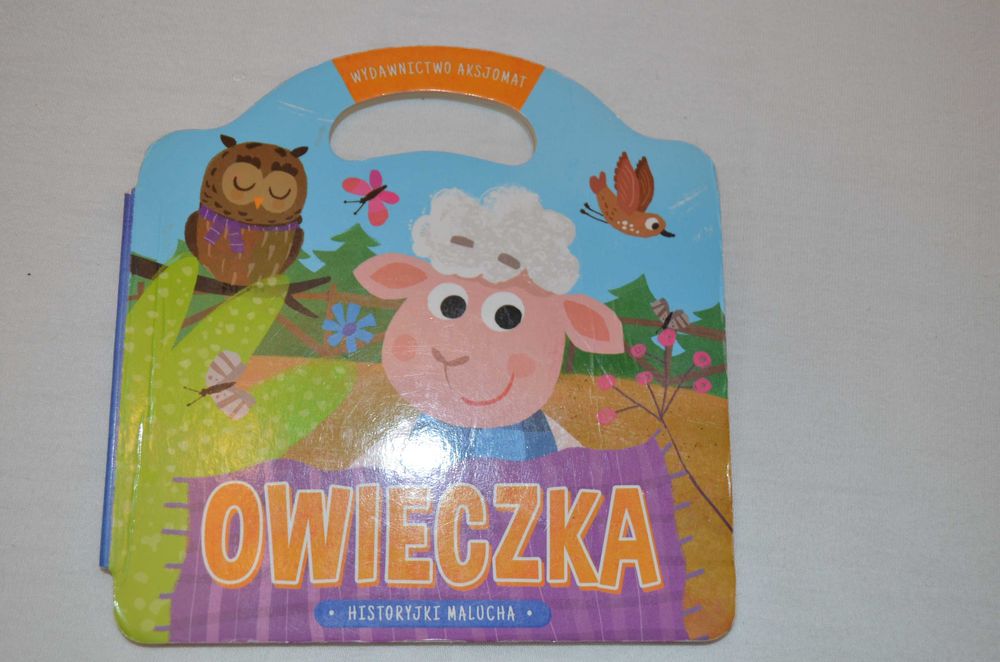 WYDAWNICTWO AKSJOMAT
OWIECZKA
• HISTORYJKI MALUCHA •